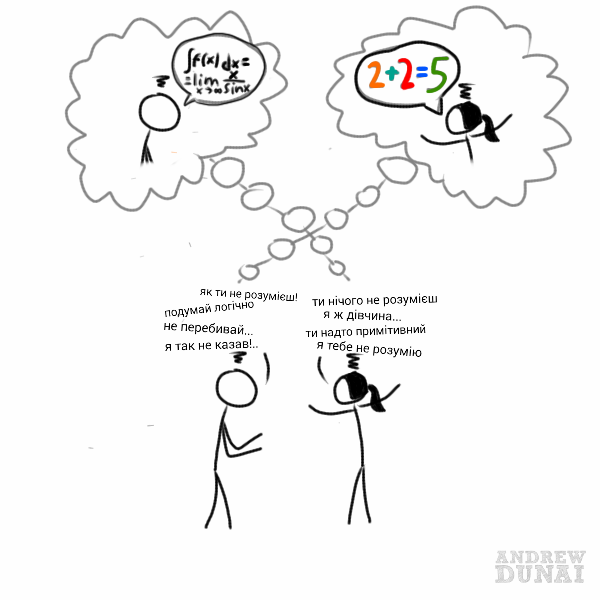 ∫f(x)dx=
=lim x/sinx
x→∞
2+2=5
як ти не розумієш!
подумай логічно
не перебивай...
я так не казав!..
ти нічого не розумієш
я ж дівчина...
ти надто примітивний
я тебе не розумію
ANDREW
DUNAI